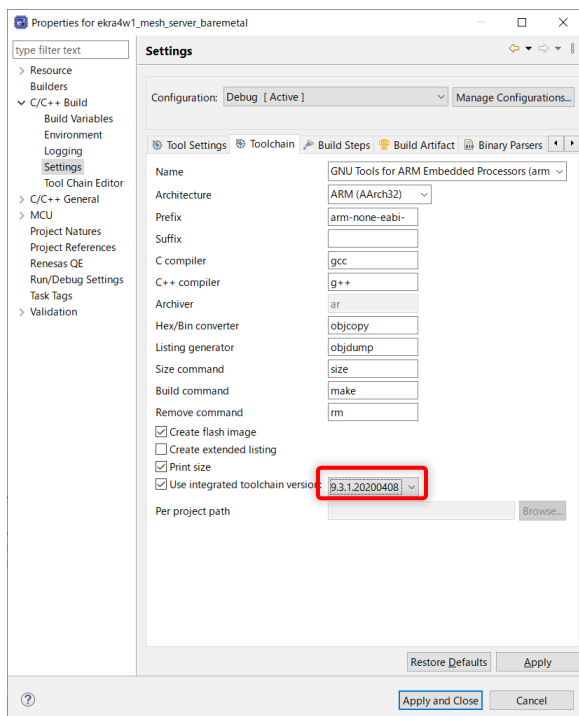 Properties for ekra4w1_mesh_server_baremetal
type filter text
Settings
Resource
Builders
C/C++ Build
Build Variables
Environment
Logging
Settings
Tool Chain Editor
C/C++ General
MCU
Project Natures
Project References
Renesas QE
Run/Debug Settings
Task Tags
Validation
Configuration: Debug [ Active ] Manage Configurations...
Tool Settings Toolchain Build Steps Build Artifact Binary Parsers
Name GNU Tools for ARM Embedded Processors (arm
Architecture ARM (AArch32)
Prefix arm-none-eabi-
Suffix
C compiler gcc
C++ compiler g++
Archiver ar
Hex/Bin converter objcopy
Listing generator objdump
Size command size
Build command make
Remove command rm
Create flash image
Create extended listing
Print size
Use integrated toolchain version: 9.3.1.20200408
Per project path Browse...
Restore Defaults Apply
? Apply and Close Cancel